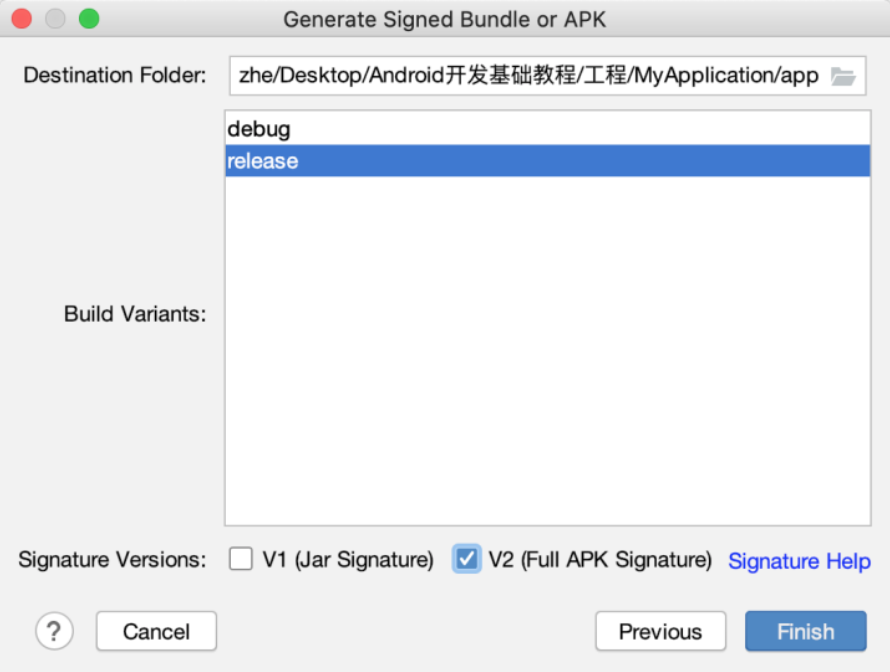 Generate Signed Bundle or APK
Destination Folder: zhe/Desktop/Android开发基础教程/工程/MyApplication/app
debug
release
Build Variants:
Signature Versions: V1 (Jar Signature) V2 (Full APK Signature) Signature Help
? Cancel Previous Finish